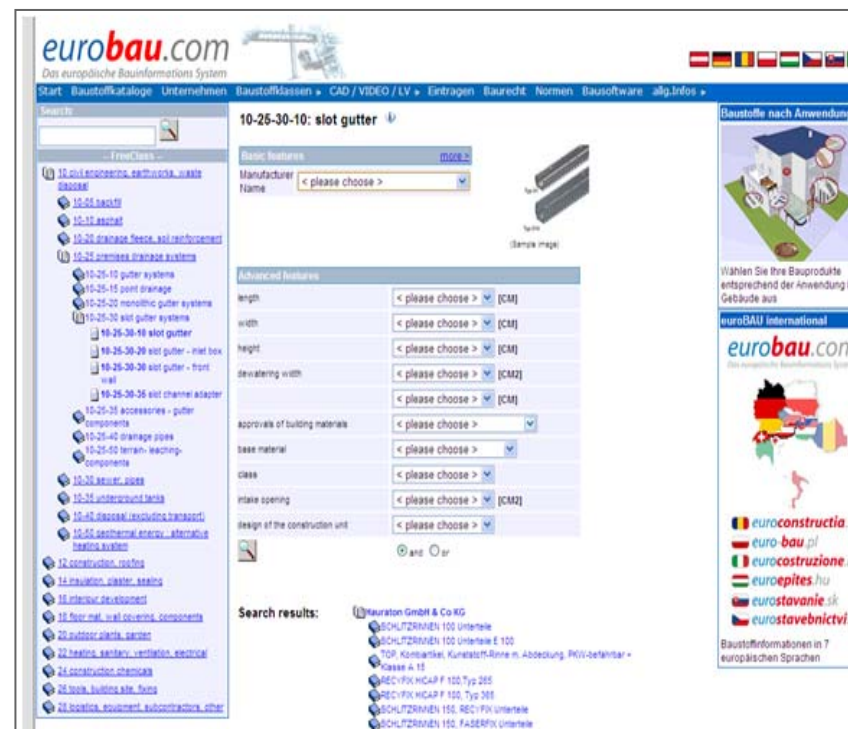 eurobau.com
Das europäische Bauinformations System
Start Baustoffkataloge Unternehmen Baustoffklassen CAD / VIDEO / LV Eintragen Baurecht Normen Bausoftware allg.Infos
Search:
-- FreeClass --
10 civil engineering, earthworks, waste
disposal
10-05 backfill
10-10 asphalt
10-20 drainage fleece, soil reinforcement
10-25 premises drainage systems
10-25-10 gutter systems
10-25-15 point drainage
10-25-20 monolithic gutter systems
10-25-30 slot gutter systems
10-25-30-10 slot gutter
10-25-30-20 slot gutter - inlet box
10-25-30-30 slot gutter - front
wall
10-25-30-35 slot channel adapter
10-25-35 accessories - gutter
components
10-25-40 drainage pipes
10-25-50 terrain- leaching-
components
10-30 sewer, pipes
10-35 underground tanks
10-40 disposal (excluding transport)
10-50 geothermal energy, alternative
heating system
12 construction, roofing
14 insulation, plaster, sealing
16 interiour development
18 floor mat, wall covering, components
20 outdoor plants, garden
22 heating, sanitary, ventilation, electrical
24 construction chemicals
26 tools, building site, fixing
28 logistics, equipment, subcontractors, other
10-25-30-10: slot gutter
Basic features more >
Manufacturer
Name
< please choose >
(Sample image)
Advanced features
length < please choose > [CM]
width < please choose > [CM]
height < please choose > [CM]
dewatering width < please choose > [CM2]
< please choose > [CM]
approvals of building materials < please choose >
base material < please choose >
class < please choose >
intake opening < please choose > [CM2]
design of the construction unit < please choose >
and or
Search results:
Hauraton GmbH & Co KG
SCHLITZRINNEN 100 Unterteile
SCHLITZRINNEN 100 Unterteile E 100
TOP, Kombiartikel, Kunststoff-Rinne m. Abdeckung, PKW-befahrbar =
Klasse A 15
RECYFIX HICAP F 100,Typ 265
RECYFIX HICAP F 100, Typ 365
SCHLITZRINNEN 150, RECYFIX Unterteile
SCHLITZRINNEN 150, FASERFIX Unterteile
Baustoffe nach Anwendung
Wählen Sie Ihre Bauprodukte
entsprechend der Anwendung
Gebäude aus
euroBAU international
eurobau.com
Das europäische Bauinformations System
euroconstructia
euro-bau.pl
eurocostruzione
euroepites.hu
eurostavanie.sk
eurostavebnictvi
Baustoffinformationen in 7
europäischen Sprachen